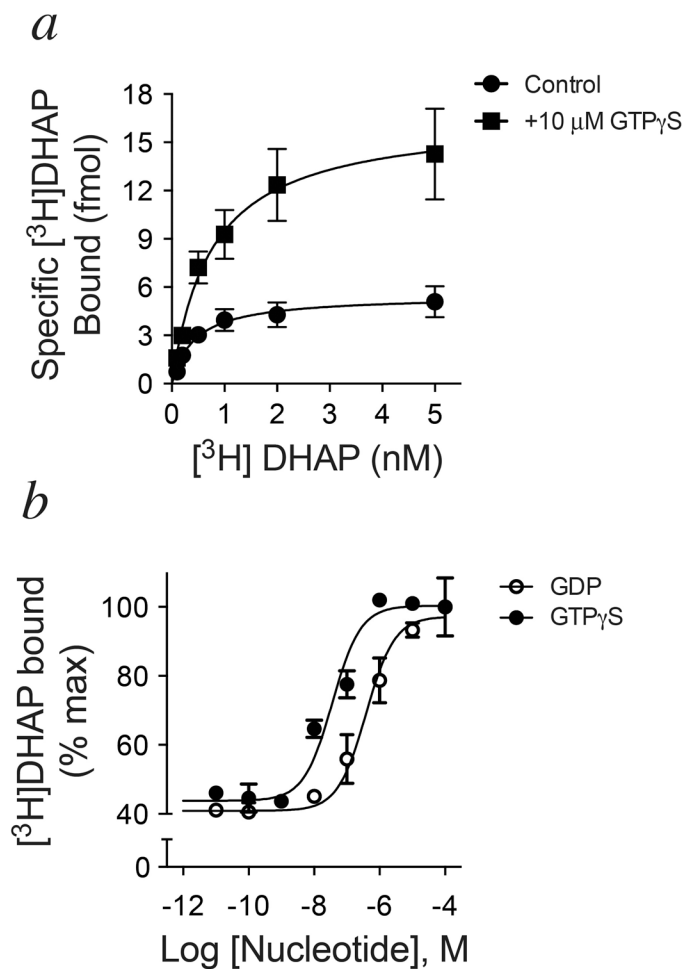 a
Control
+10 μM GTPγS
Specific [³H]DHAP
Bound (fmol)
18
15
12
9
6
3
0
0 1 2 3 4 5
[³H] DHAP (nM)
b
GDP
GTPγS
[³H]DHAP bound
(% max)
100
80
60
40
0
-12 -10 -8 -6 -4
Log [Nucleotide], M